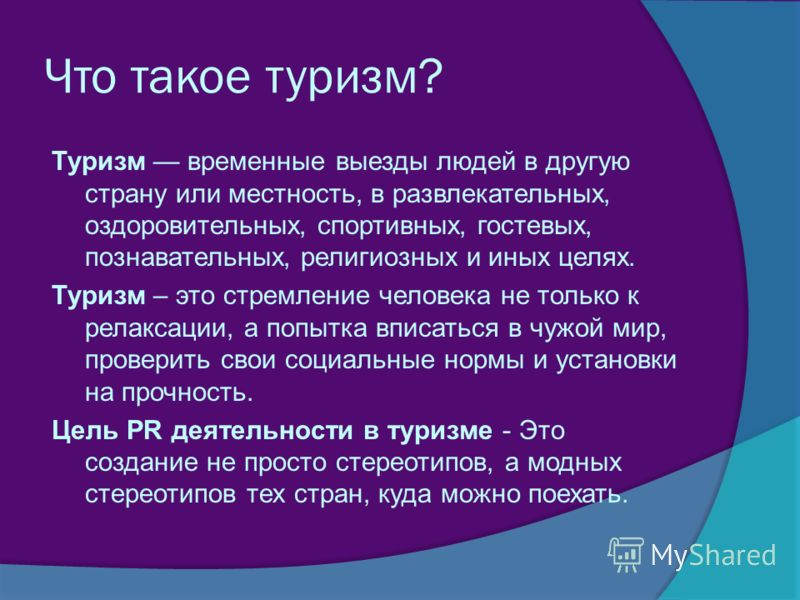 Что такое туризм?
Туризм — временные выезды людей в другую
страну или местность, в развлекательных,
оздоровительных, спортивных, гостевых,
познавательных, религиозных и иных целях.
Туризм – это стремление человека не только к
релаксации, а попытка вписаться в чужой мир,
проверить свои социальные нормы и установки
на прочность.
Цель PR деятельности в туризме - Это
создание не просто стереотипов, а модных
стереотипов тех стран, куда можно поехать.
MyShared